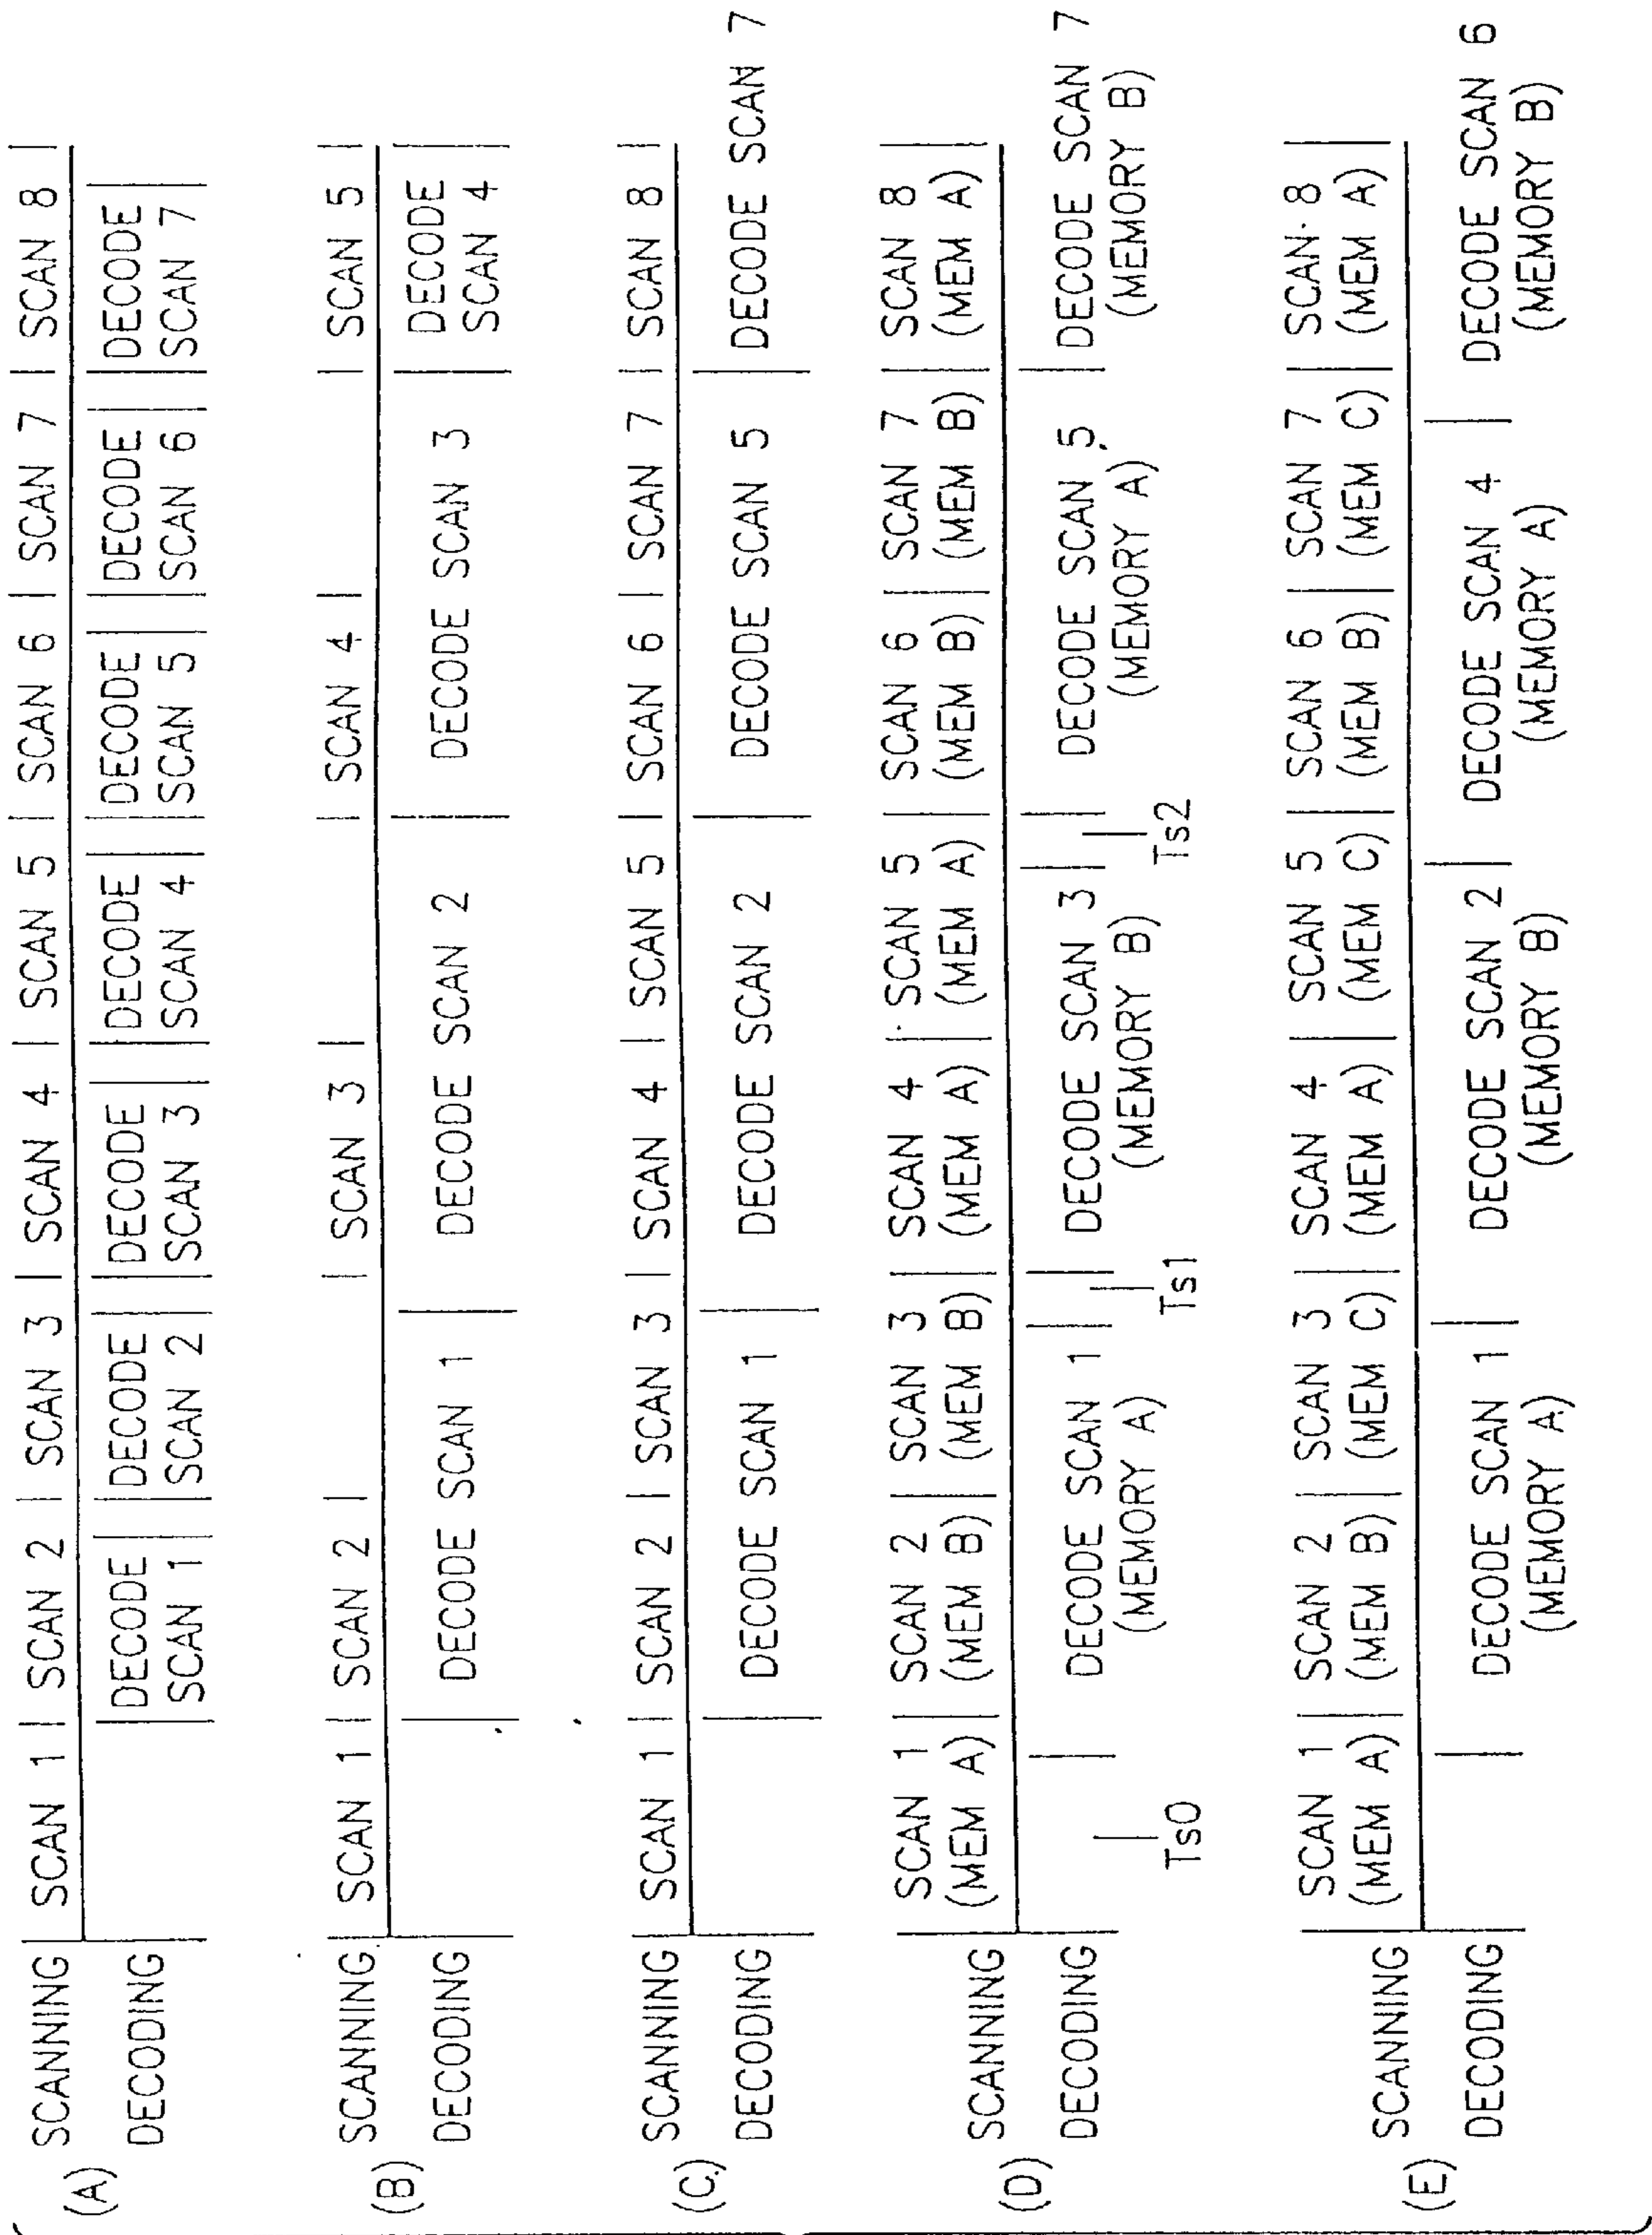 (A)
SCANNING
SCAN 1 SCAN 2 SCAN 3 SCAN 4 SCAN 5 SCAN 6 SCAN 7 SCAN 8
DECODING
DECODE DECODE DECODE DECODE DECODE DECODE DECODE
SCAN 1 SCAN 2 SCAN 3 SCAN 4 SCAN 5 SCAN 6 SCAN 7
(B)
SCANNING
SCAN 1 SCAN 2 SCAN 3 SCAN 4 SCAN 5
DECODING
DECODE SCAN 1 DECODE SCAN 2 DECODE SCAN 3 DECODE
SCAN 4
(C)
SCANNING
SCAN 1 SCAN 2 SCAN 3 SCAN 4 SCAN 5 SCAN 6 SCAN 7 SCAN 8
DECODING
DECODE SCAN 1 DECODE SCAN 2 DECODE SCAN 5 DECODE SCAN 7
(D)
SCANNING
SCAN 1 SCAN 2 SCAN 3 SCAN 4 SCAN 5 SCAN 6 SCAN 7 SCAN 8
(MEM A) (MEM B) (MEM B) (MEM A) (MEM A) (MEM B) (MEM B) (MEM A)
DECODING
DECODE SCAN 1 DECODE SCAN 3 DECODE SCAN 5 DECODE SCAN 7
(MEMORY A) (MEMORY B) (MEMORY A) (MEMORY B)
Ts0 Ts1 Ts2
(E)
SCANNING
SCAN 1 SCAN 2 SCAN 3 SCAN 4 SCAN 5 SCAN 6 SCAN 7 SCAN 8
(MEM A) (MEM B) (MEM C) (MEM A) (MEM C) (MEM B) (MEM C) (MEM A)
DECODING
DECODE SCAN 1 DECODE SCAN 2 DECODE SCAN 4 DECODE SCAN 6
(MEMORY A) (MEMORY B) (MEMORY A) (MEMORY B)